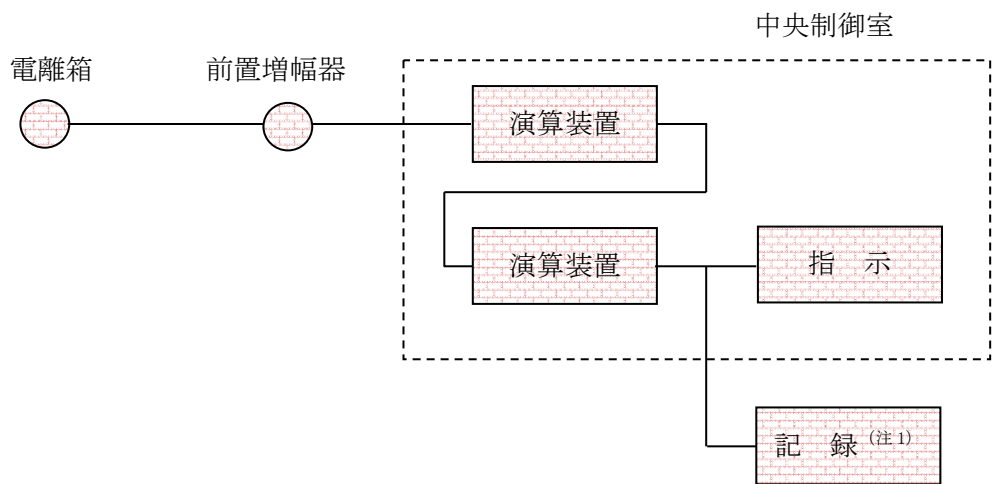 中央制御室
電離箱
前置増幅器
演算装置
演算装置
指 示
記 録 (注 1)